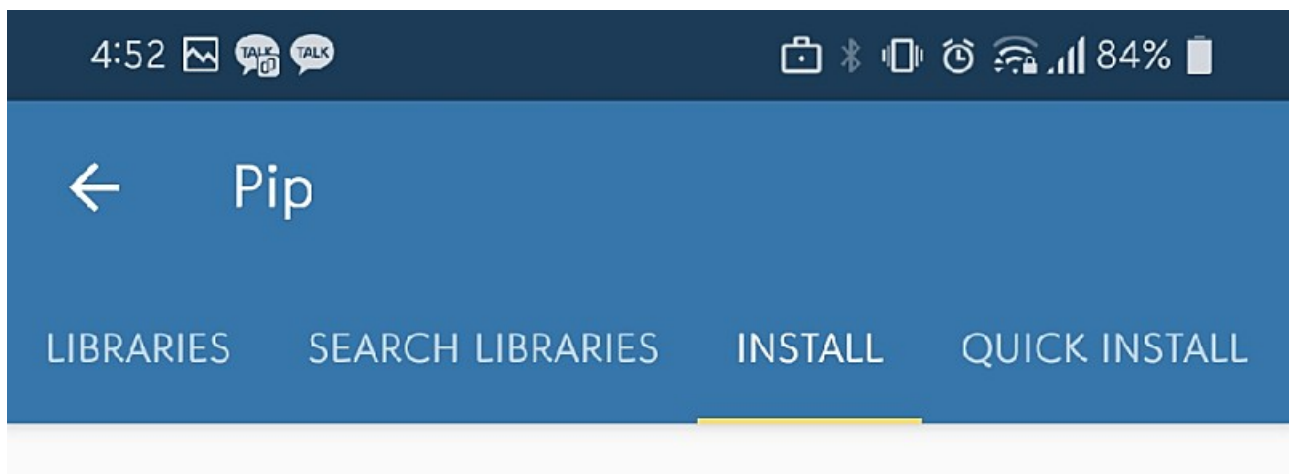 4:52 TALK TALK 84%
Pip
LIBRARIES SEARCH LIBRARIES INSTALL QUICK INSTALL